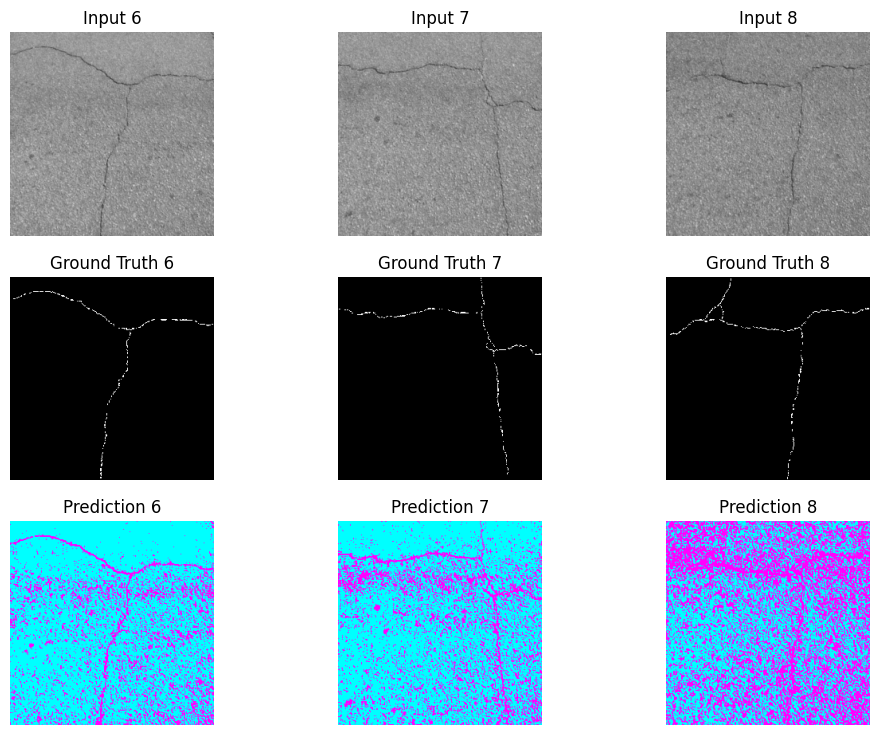 Input 6
Input 7
Input 8
Ground Truth 6
Ground Truth 7
Ground Truth 8
Prediction 6
Prediction 7
Prediction 8